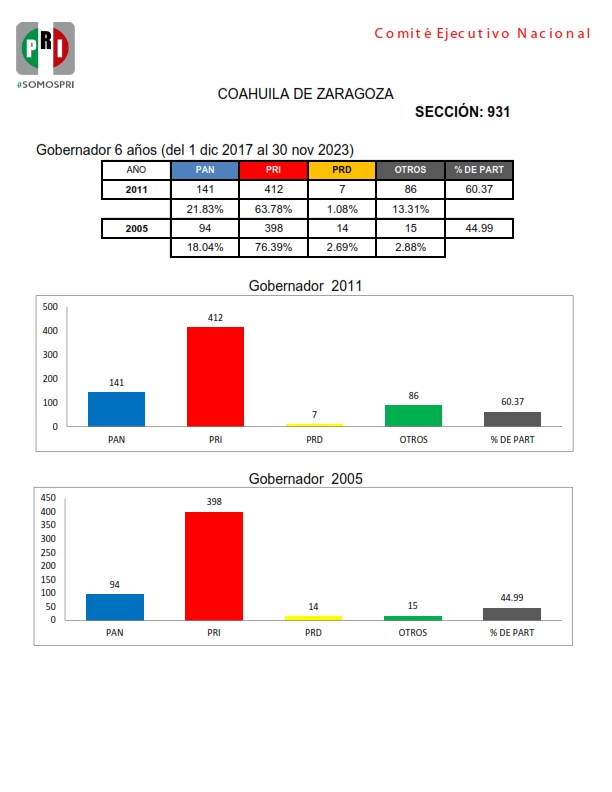 Comité Ejecutivo Nacional
PRI
#SOMOSPRI
COAHUILA DE ZARAGOZA
SECCIÓN: 931
Gobernador 6 años (del 1 dic 2017 al 30 nov 2023)
AÑO PAN PRI PRD OTROS % DE PART
2011 141 412 7 86 60.37
21.83% 63.78% 1.08% 13.31%
2005 94 398 14 15 44.99
18.04% 76.39% 2.69% 2.88%
Gobernador 2011
500
400
300
200
100
0
141 412 7 86 60.37
PAN PRI PRD OTROS % DE PART
Gobernador 2005
450
400
350
300
250
200
150
100
50
0
94 398 14 15 44.99
PAN PRI PRD OTROS % DE PART